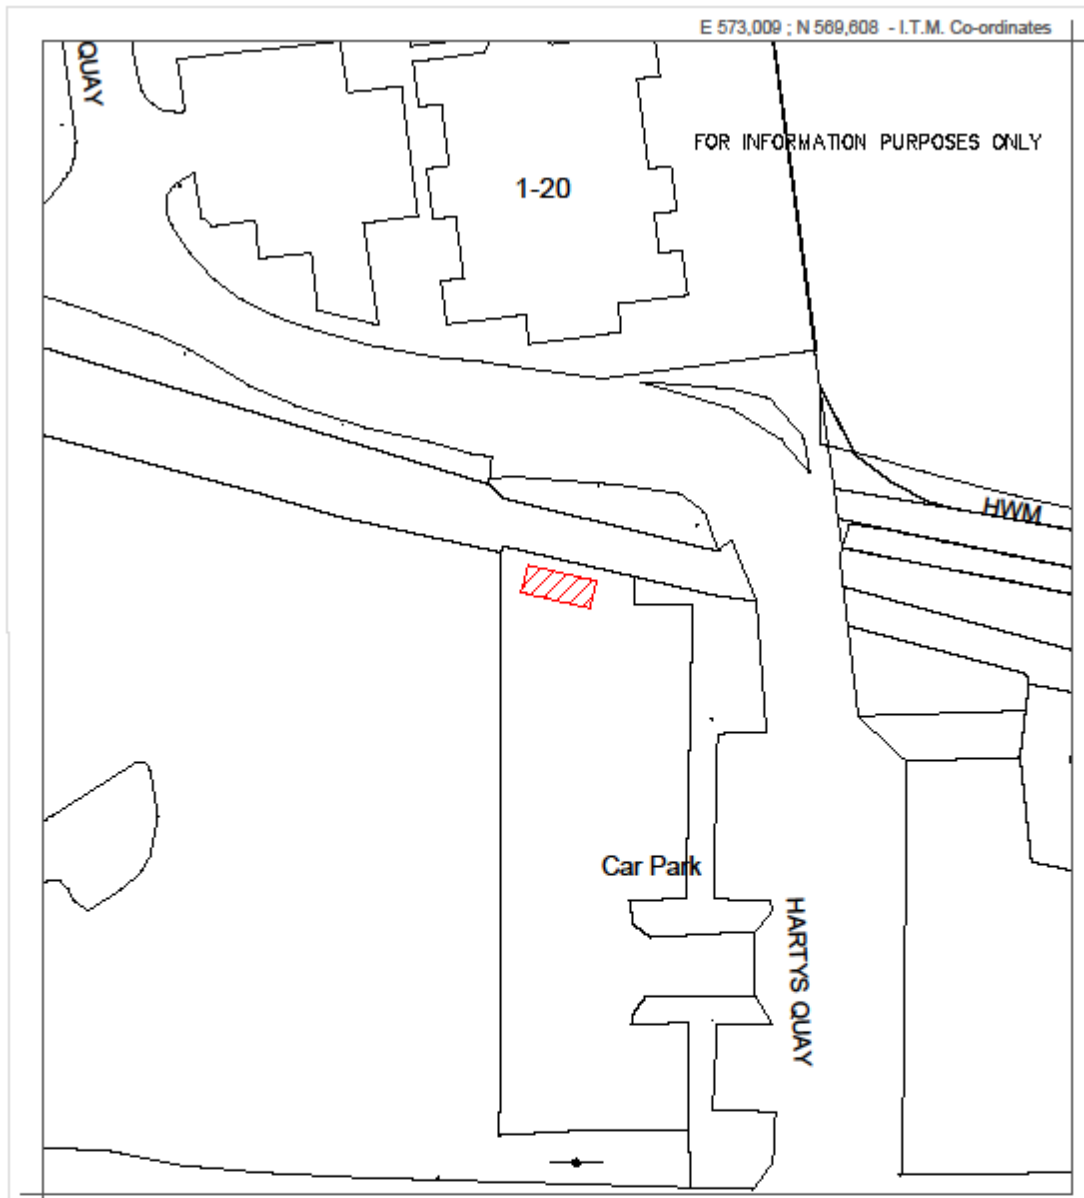 E 573,009 ; N 569,608 - I.T.M. Co-ordinates
QUAY
FOR INFORMATION PURPOSES ONLY
1-20
HWM
Car Park
HARTYS QUAY